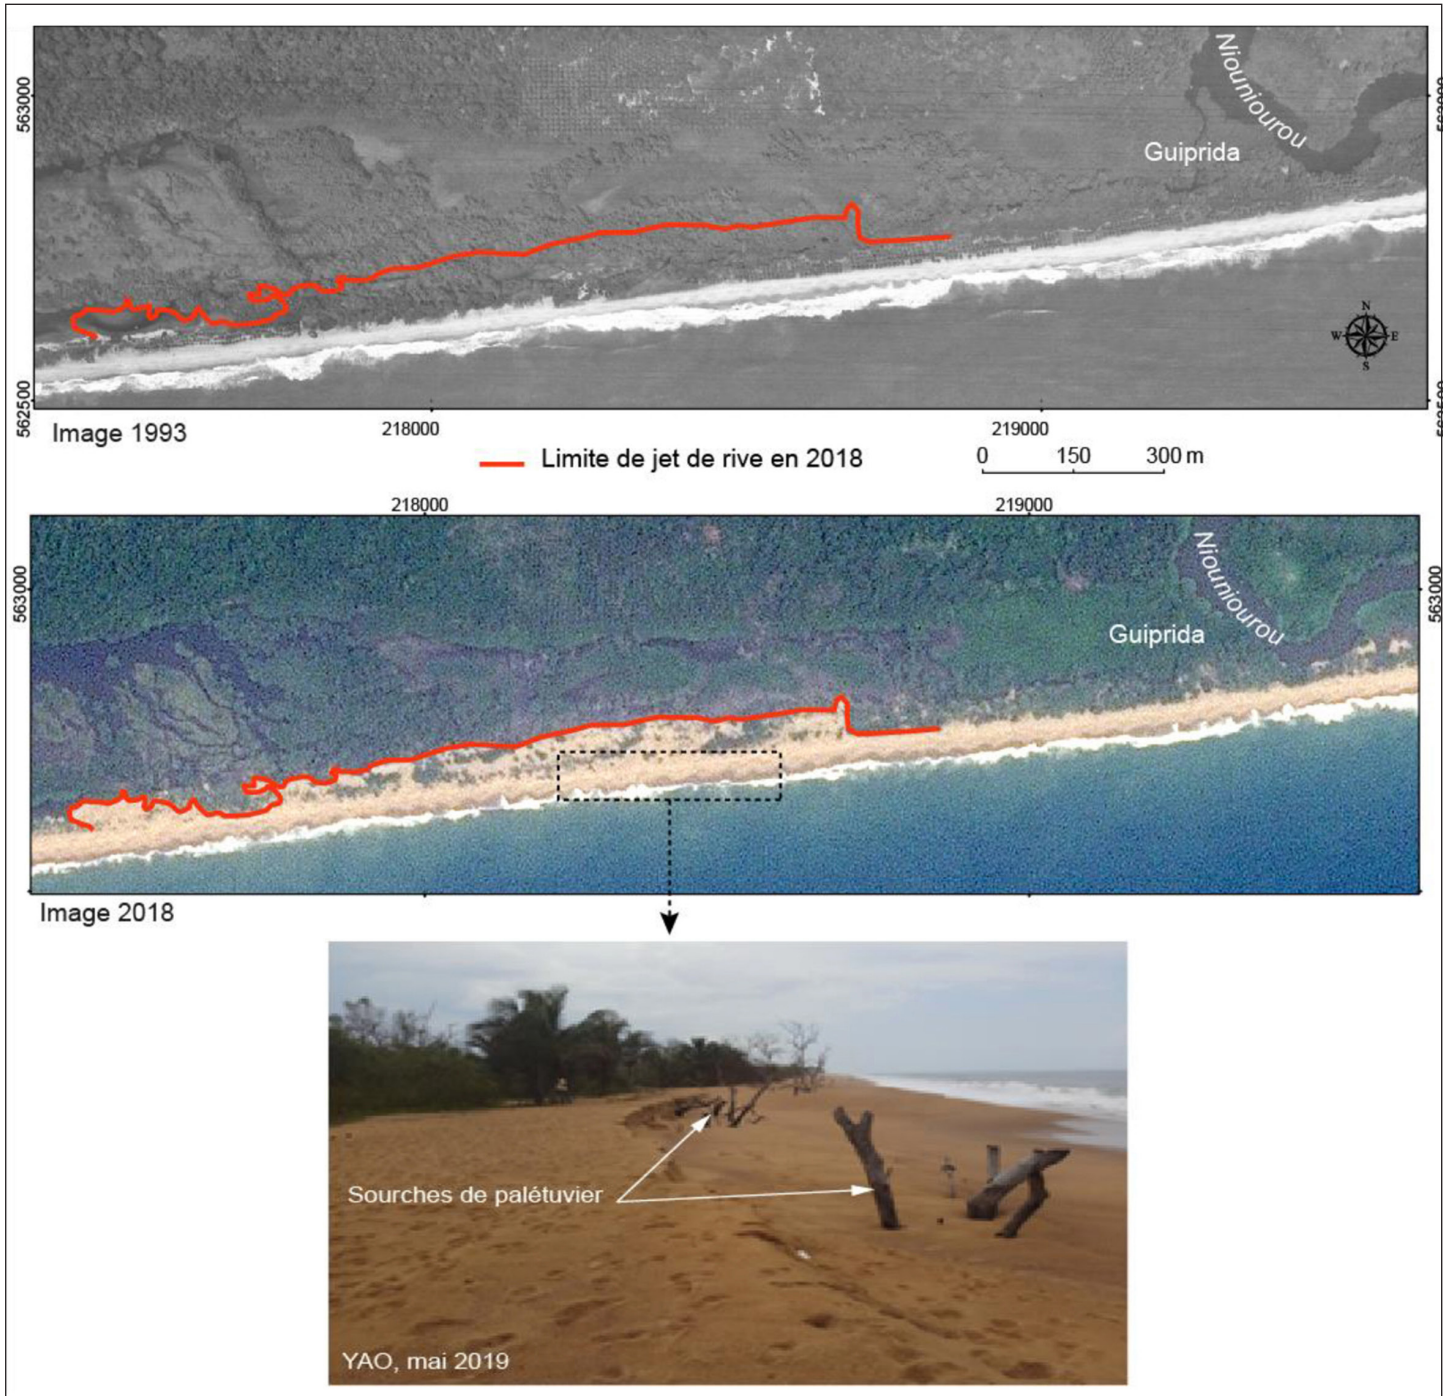 563000
Niouniourou
Guiprida
N
W E
S
562500
Image 1993
218000
219000
Limite de jet de rive en 2018
0 150 300 m
218000
219000
563000
563000
Niouniourou
Guiprida
Image 2018
Sourches de palétuvier
YAO, mai 2019